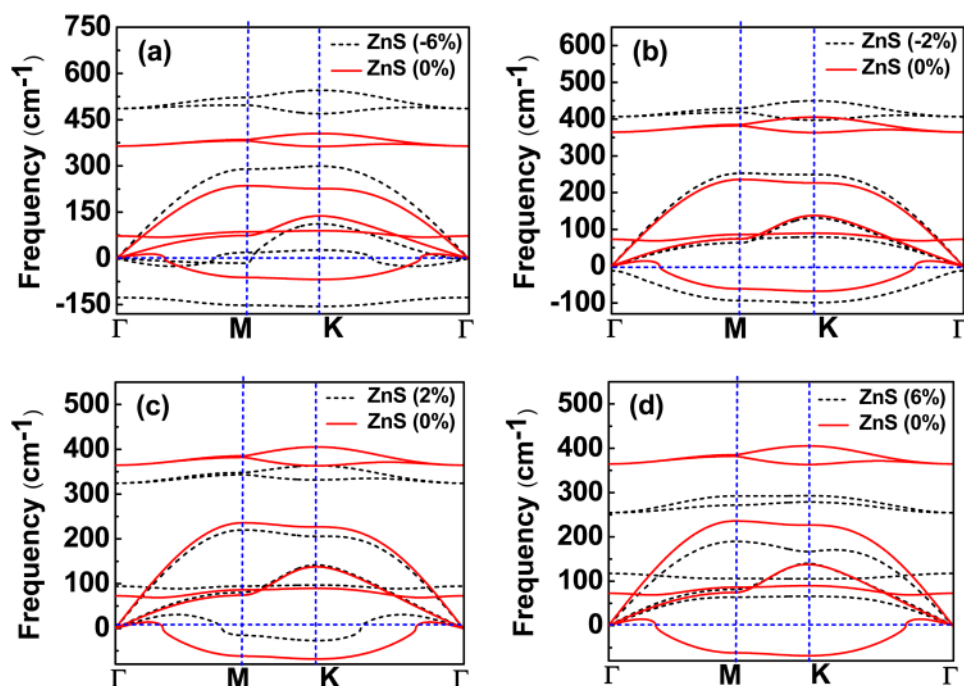 (a)
ZnS (-6%)
ZnS (0%)
Frequency (cm⁻¹)
750
600
450
300
150
0
-150
Γ M K Γ
(b)
ZnS (-2%)
ZnS (0%)
Frequency (cm⁻¹)
600
500
400
300
200
100
0
-100
Γ M K Γ
(c)
ZnS (2%)
ZnS (0%)
Frequency (cm⁻¹)
500
400
300
200
100
0
Γ M K Γ
(d)
ZnS (6%)
ZnS (0%)
Frequency (cm⁻¹)
500
400
300
200
100
0
Γ M K Γ